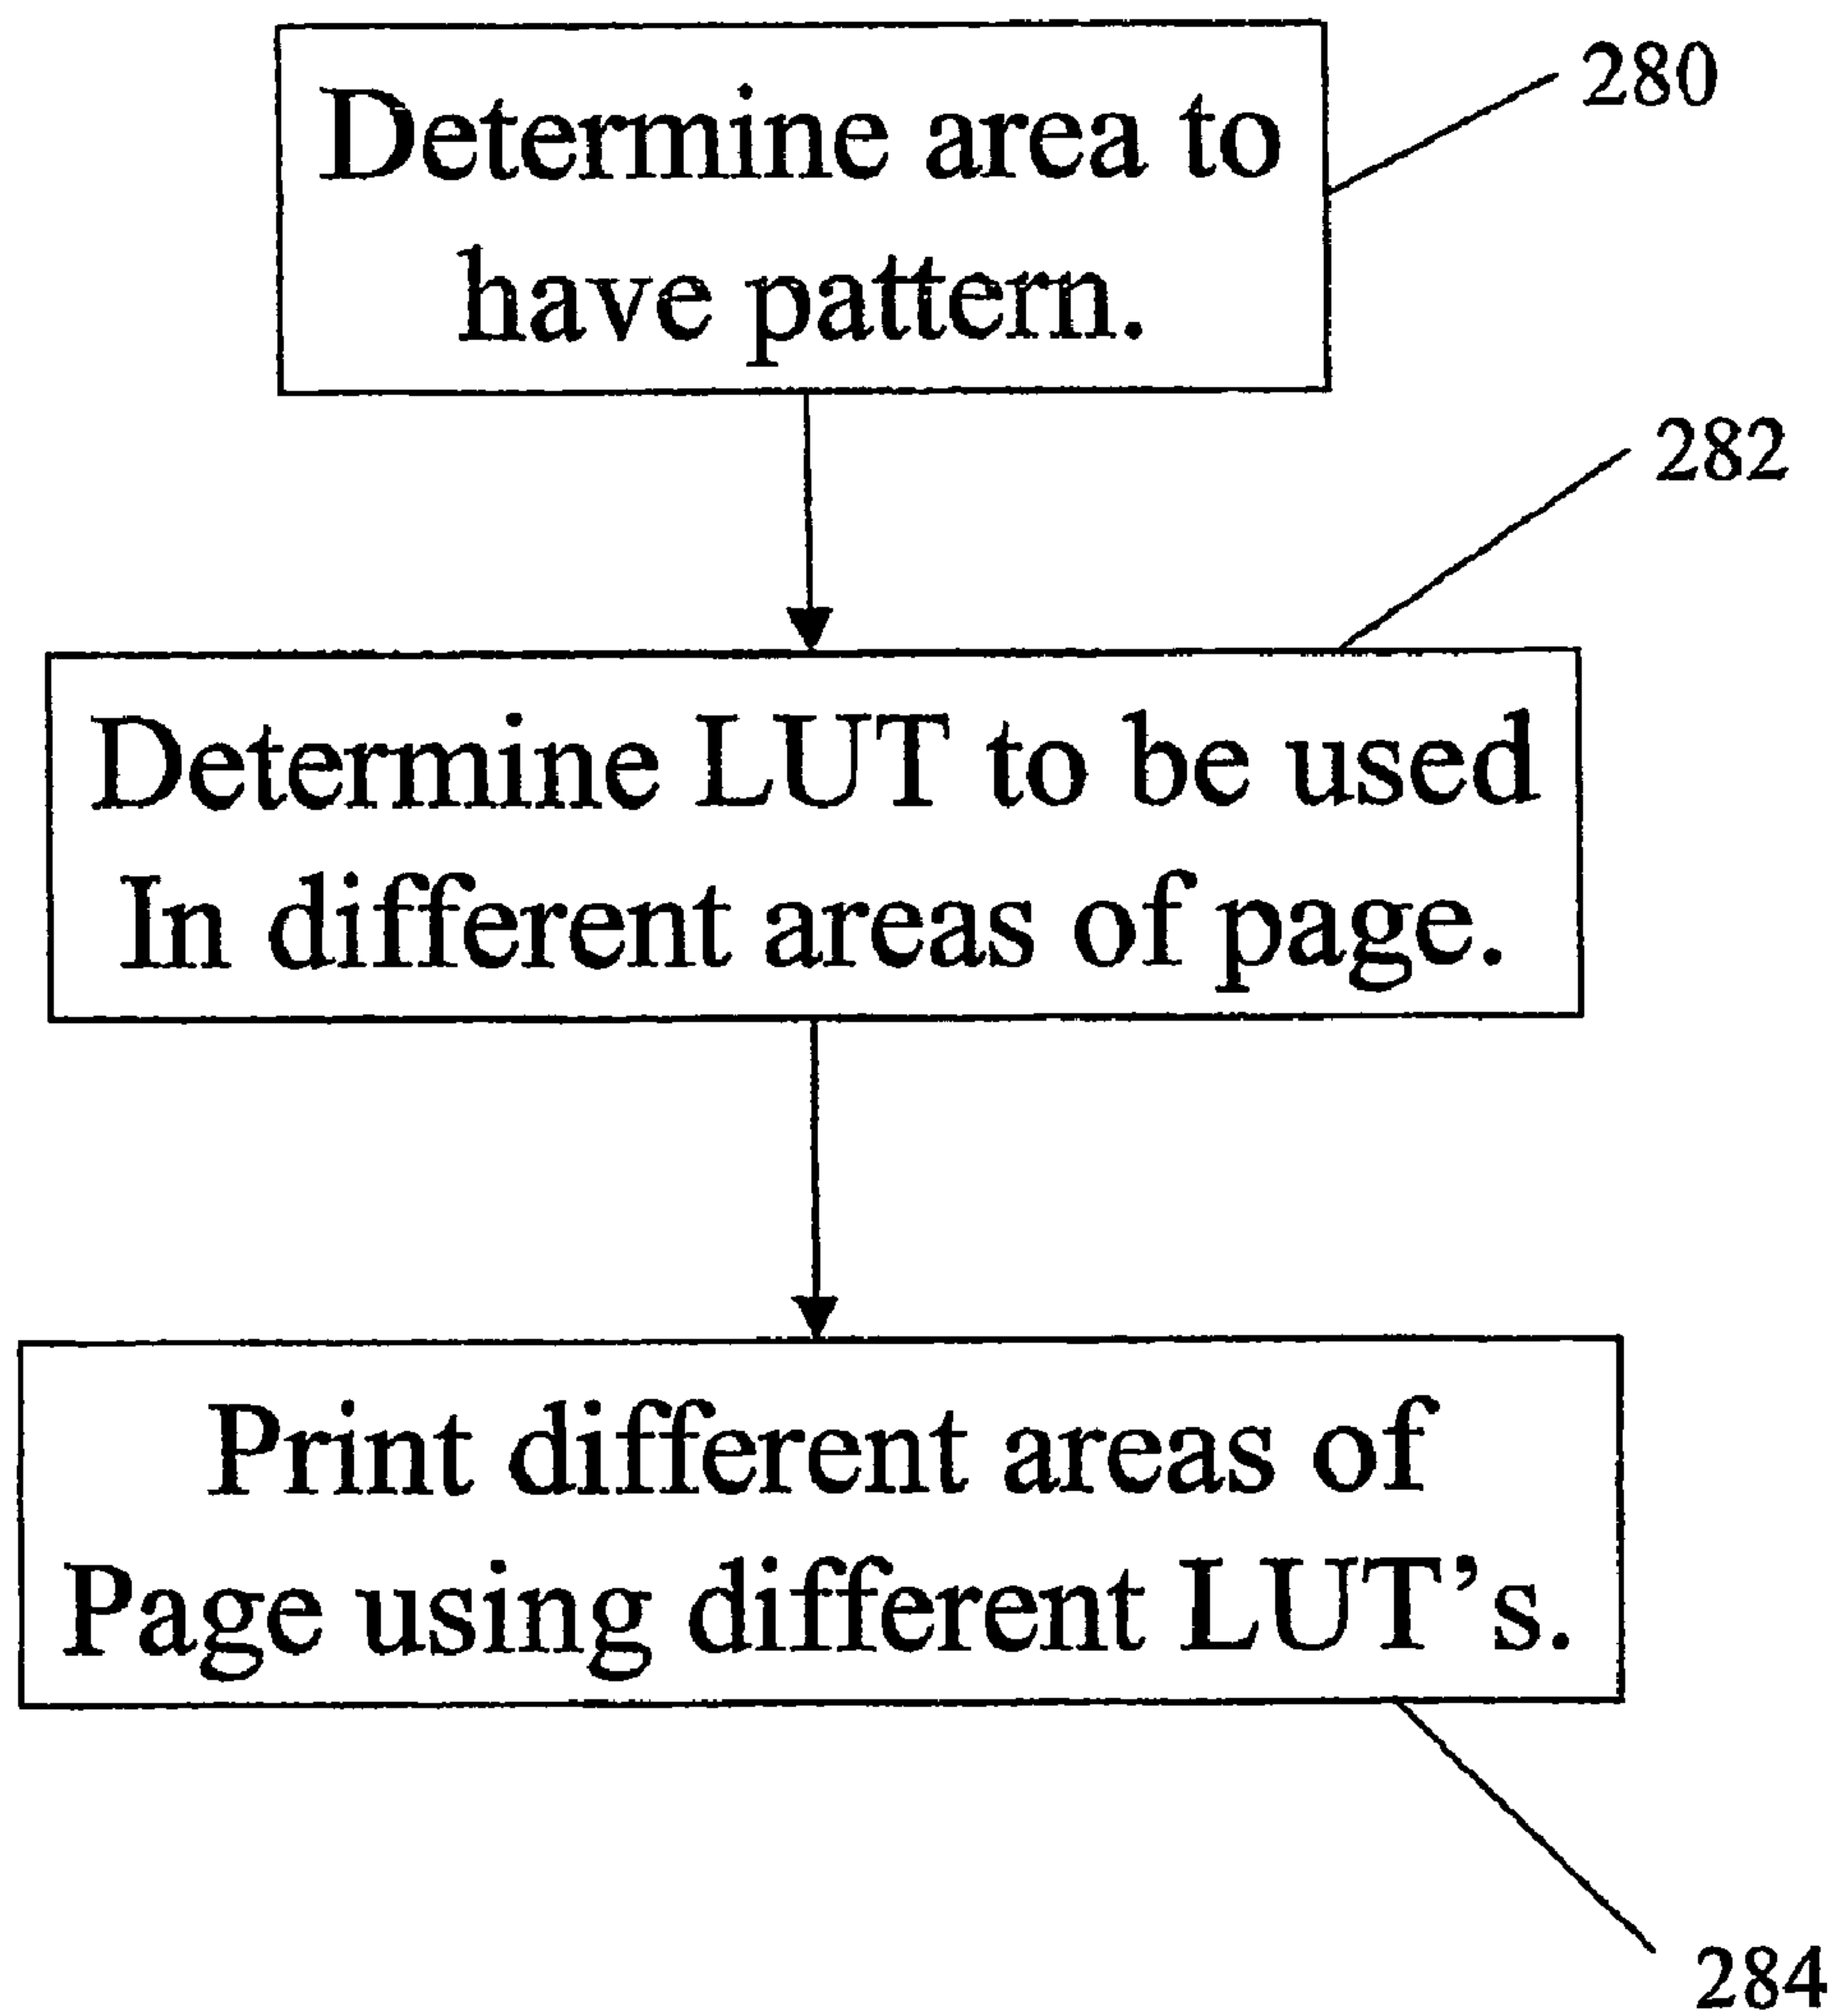 Determine area to
have pattern.
280
282
Determine LUT to be used
In different areas of page.
Print different areas of
Page using different LUT's.
284